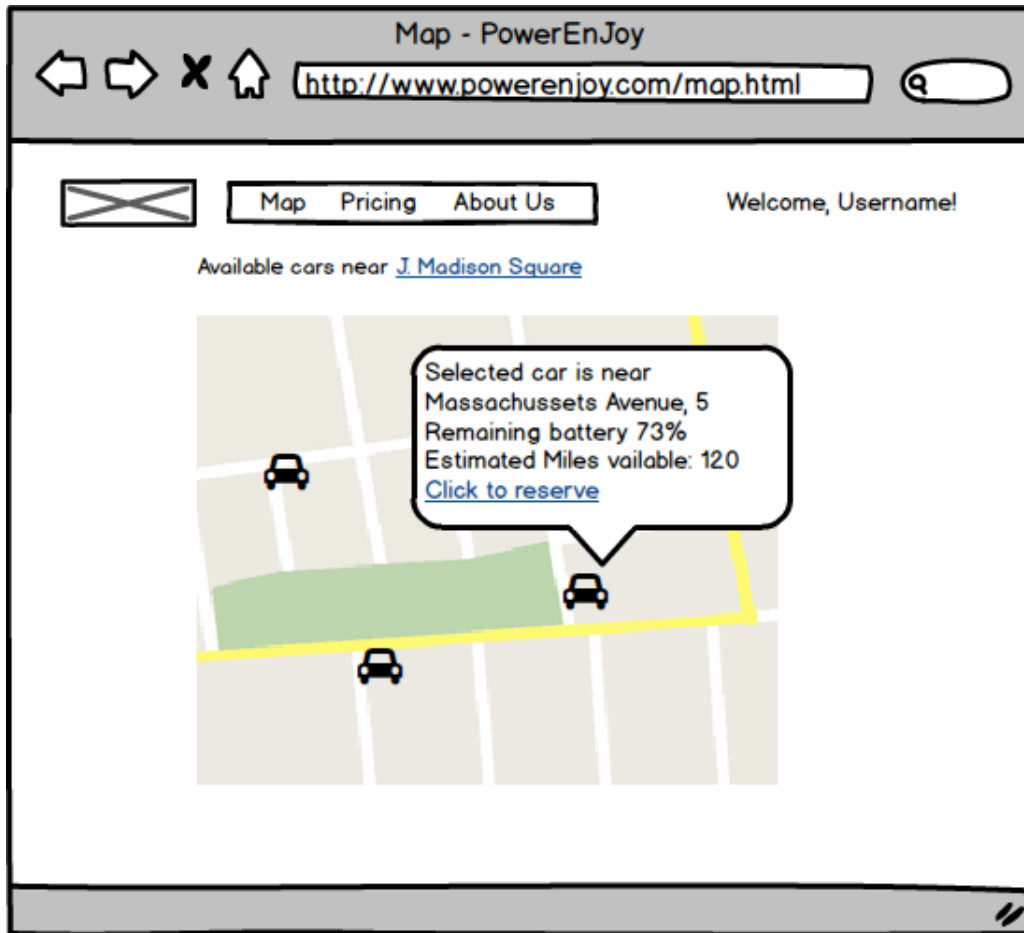 Map - PowerEnJoy
http://www.powerenjoy.com/map.html
Map Pricing About Us
Welcome, Username!
Available cars near J. Madison Square
Selected car is near
Massachussets Avenue, 5
Remaining battery 73%
Estimated Miles vailable: 120
Click to reserve